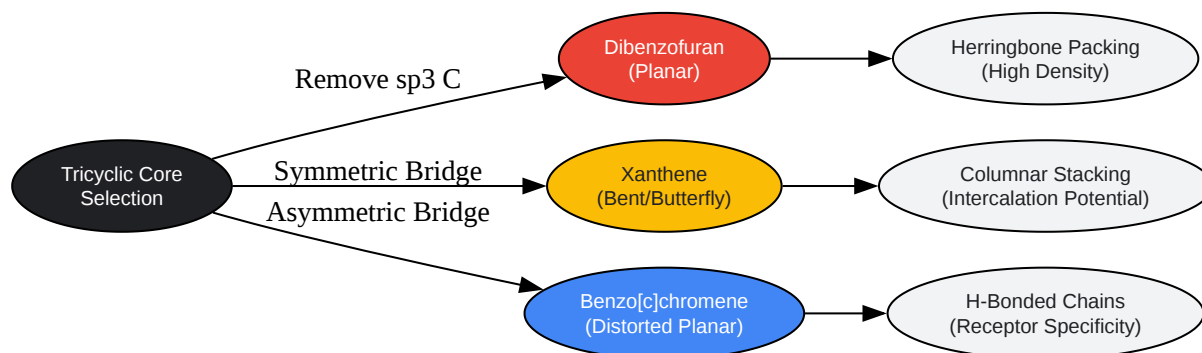 Tricyclic Core
Selection
Remove sp3 C
Symmetric Bridge
Asymmetric Bridge
Dibenzofuran
(Planar)
Herringbone Packing
(High Density)
Xanthene
(Bent/Butterfly)
Columnar Stacking
(Intercalation Potential)
Benzo[c]chromene
(Distorted Planar)
H-Bonded Chains
(Receptor Specificity)